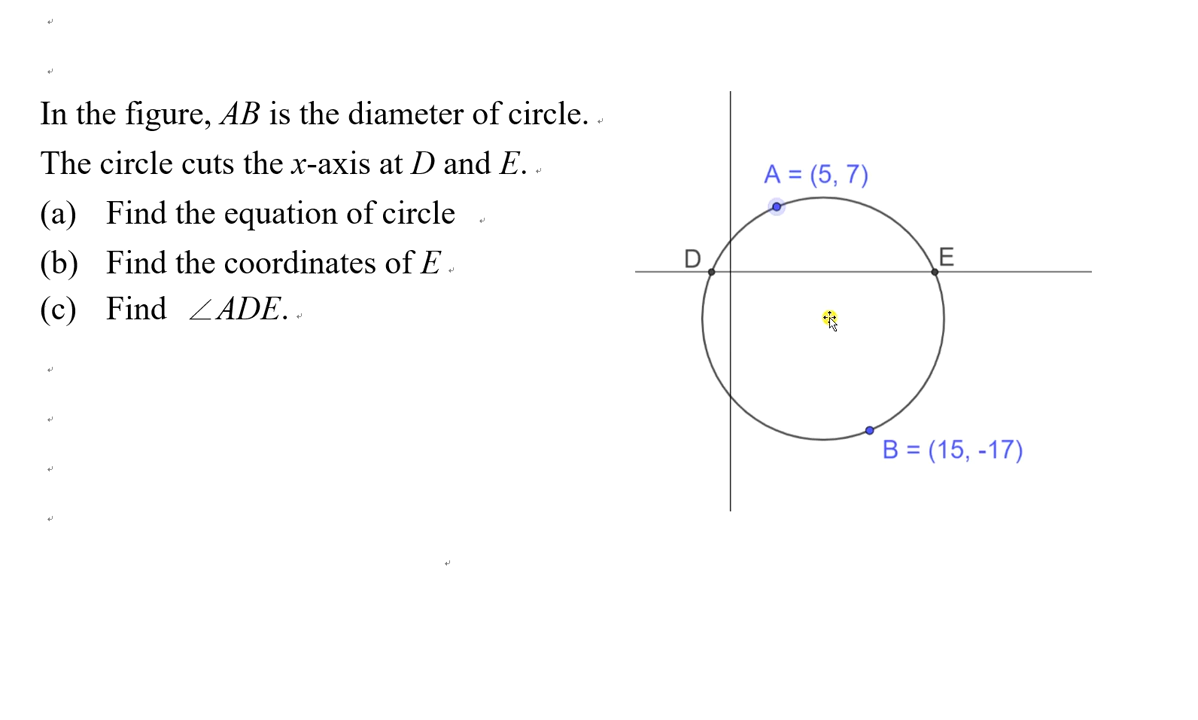 In the figure, AB is the diameter of circle.
The circle cuts the x-axis at D and E.
(a) Find the equation of circle
(b) Find the coordinates of E
(c) Find ∠ADE.
A = (5, 7)
D
E
B = (15, -17)